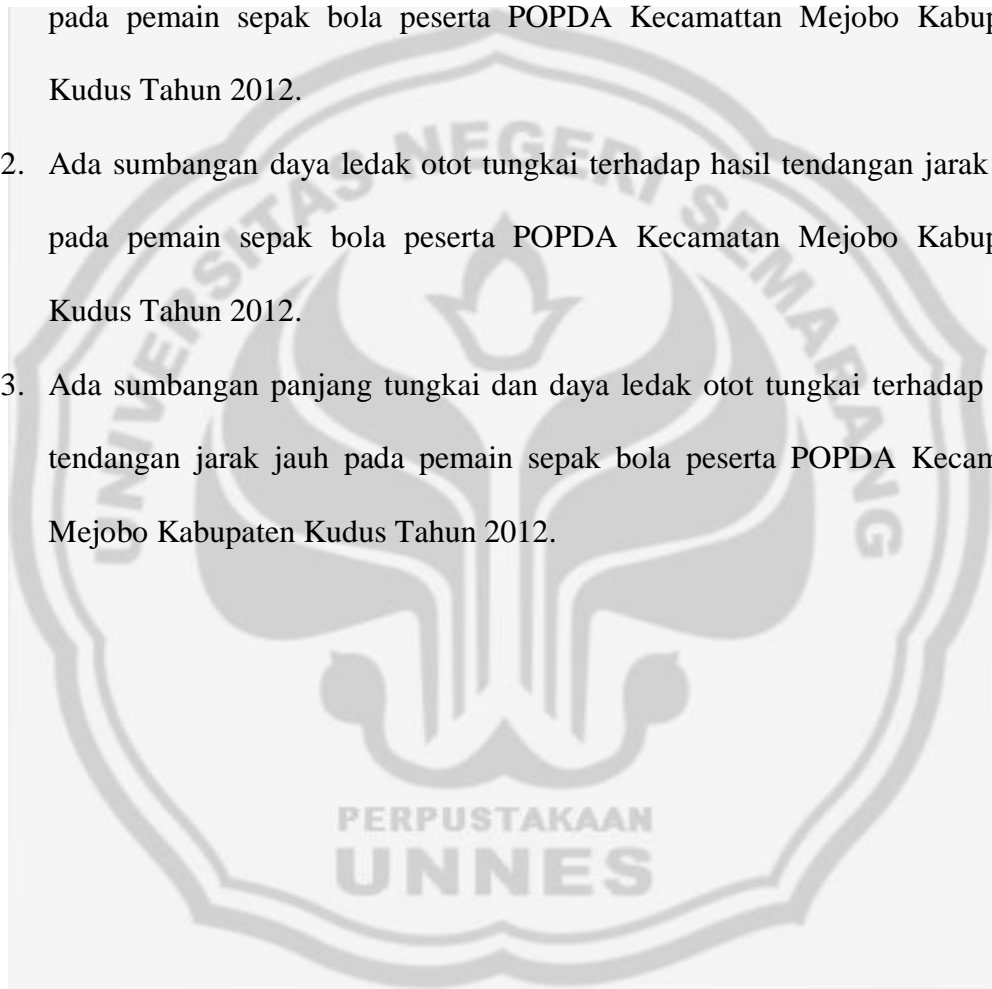 pada pemain sepak bola peserta POPDA Kecamattan Mejobo Kabup
Kudus Tahun 2012.
2. Ada sumbangan daya ledak otot tungkai terhadap hasil tendangan jarak
pada pemain sepak bola peserta POPDA Kecamatan Mejobo Kabup
Kudus Tahun 2012.
3. Ada sumbangan panjang tungkai dan daya ledak otot tungkai terhadap
tendangan jarak jauh pada pemain sepak bola peserta POPDA Kecam
Mejobo Kabupaten Kudus Tahun 2012.
UNIVERSITAS NEGERI SEMARANG
PERPUSTAKAAN
UNNES